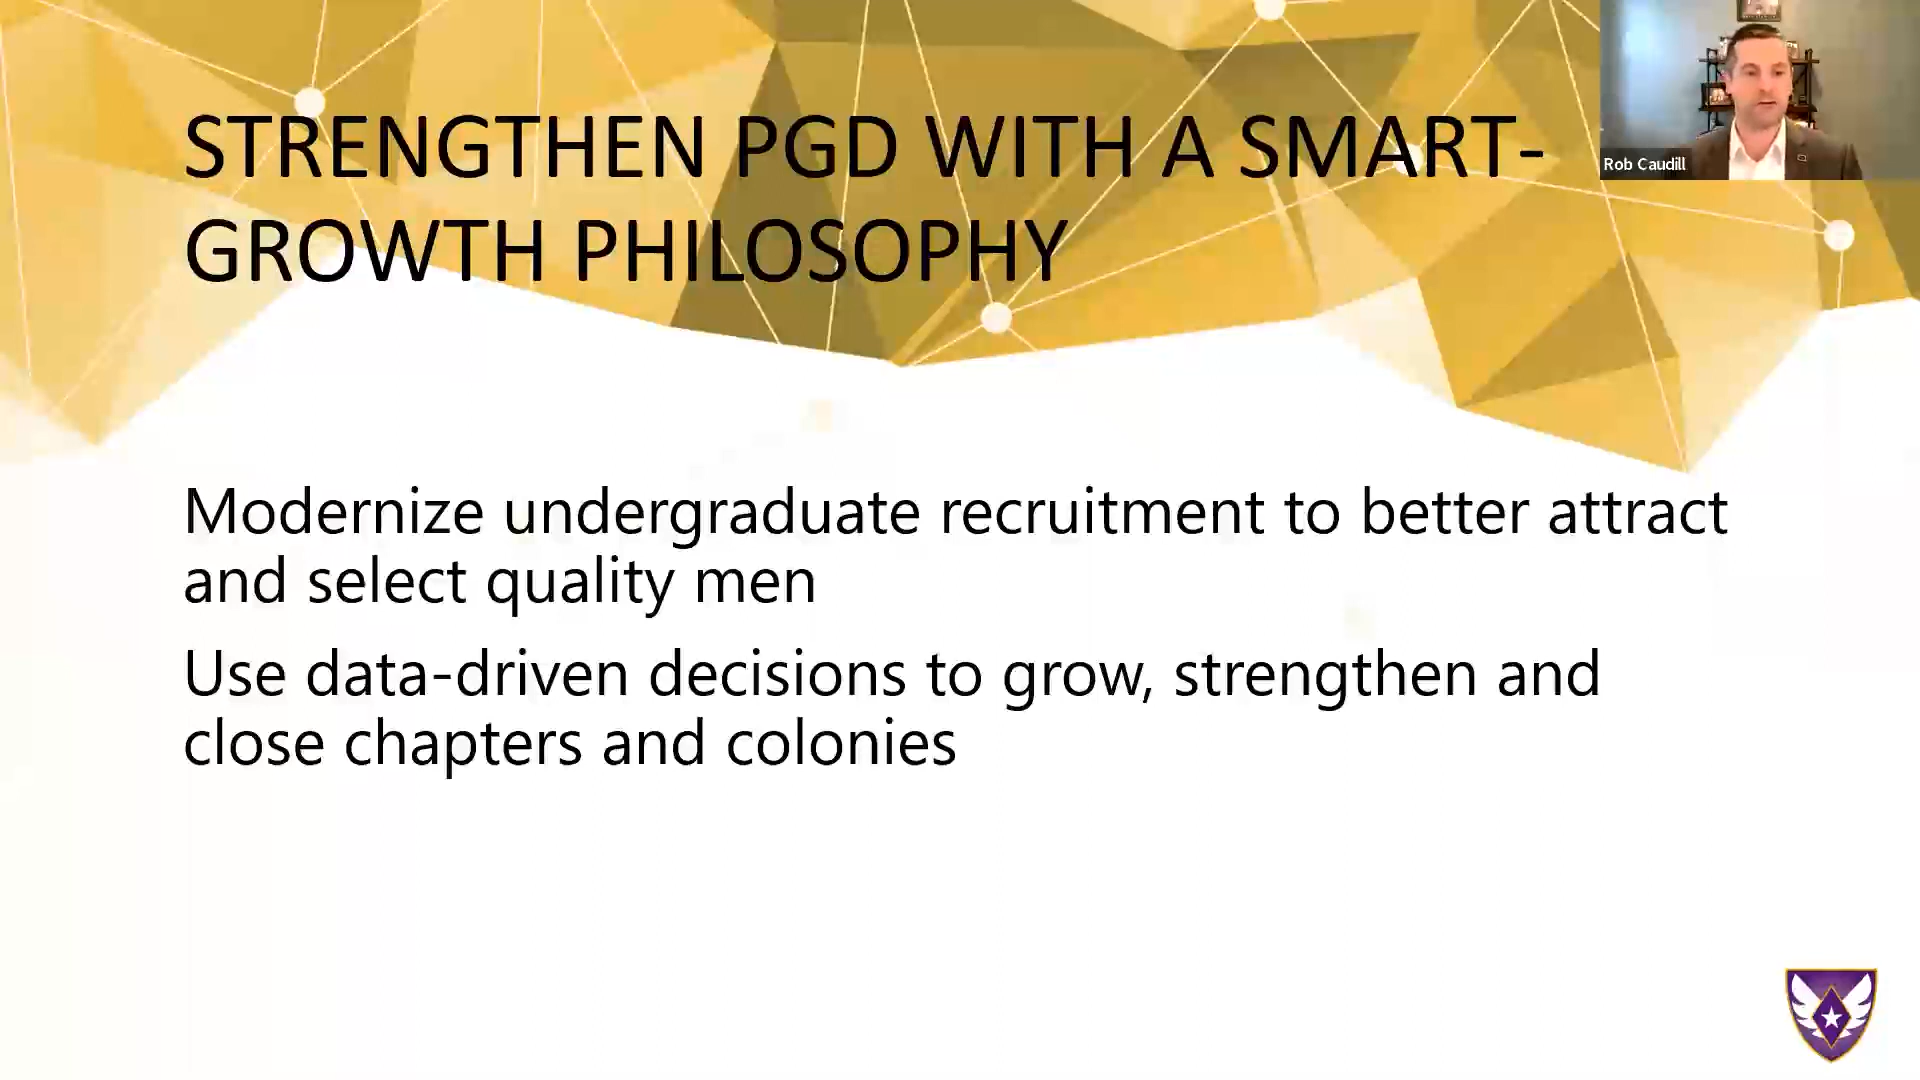 STRENGTHEN PGD WITH A SMART-
GROWTH PHILOSOPHY
Rob Caudill
Modernize undergraduate recruitment to better attract
and select quality men
Use data-driven decisions to grow, strengthen and
close chapters and colonies